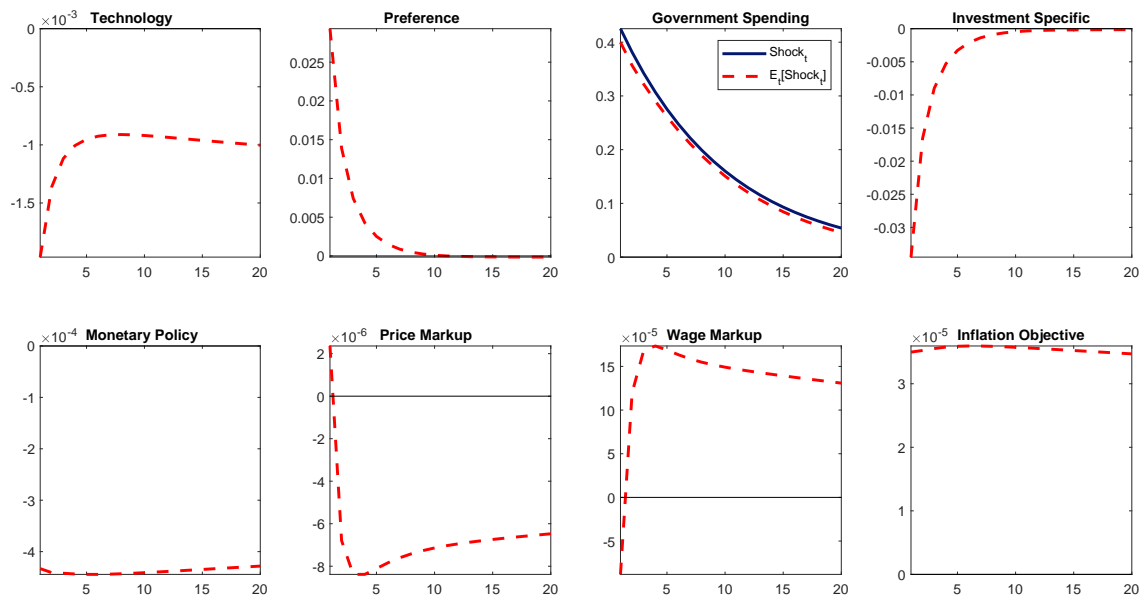 Technology
×10-3
0
-0.5
-1
-1.5
5 10 15 20
Preference
0.025
0.02
0.015
0.01
0.005
0
5 10 15 20
Government Spending
0.4
0.3
0.2
0.1
0
Shockt
Et[Shockt]
5 10 15 20
Investment Specific
0
-0.005
-0.01
-0.015
-0.02
-0.025
-0.03
5 10 15 20
Monetary Policy
×10-4
0
-1
-2
-3
-4
5 10 15 20
Price Markup
×10-6
2
0
-2
-4
-6
-8
5 10 15 20
Wage Markup
×10-5
15
10
5
0
-5
5 10 15 20
Inflation Objective
×10-5
3
2
1
0
5 10 15 20